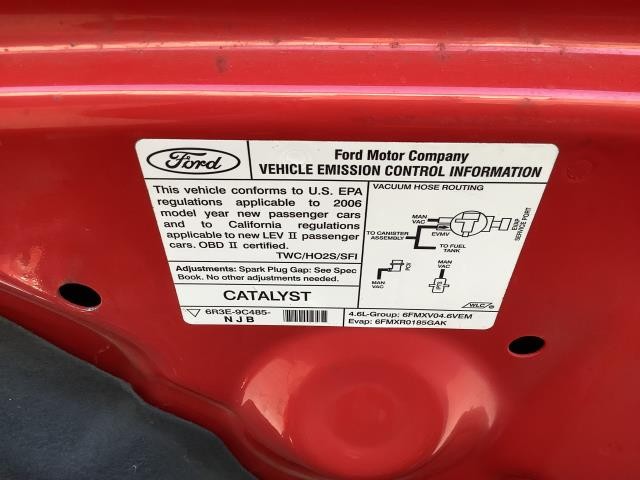 Ford
Ford Motor Company
VEHICLE EMISSION CONTROL INFORMATION
This vehicle conforms to U.S. EPA
regulations applicable to 2006
model year new passenger cars
and to California regulations
applicable to new LEV II passenger
cars. OBD II certified.
TWC/HO2S/SFI
Adjustments: Spark Plug Gap: See Spec
Book. No other adjustments needed.
CATALYST
6R3E-9C485-
N J B
VACUUM HOSE ROUTING
MAN
VAC
EVMV
TO CANISTER
ASSEMBLY
TO FUEL
TANK
EVAP
SERVICE PORT
PCV
MAN
VAC
MAN
VAC
WLC
4.6L-Group: 6FMXV04.6VEM
Evap: 6FMXR0185GAK